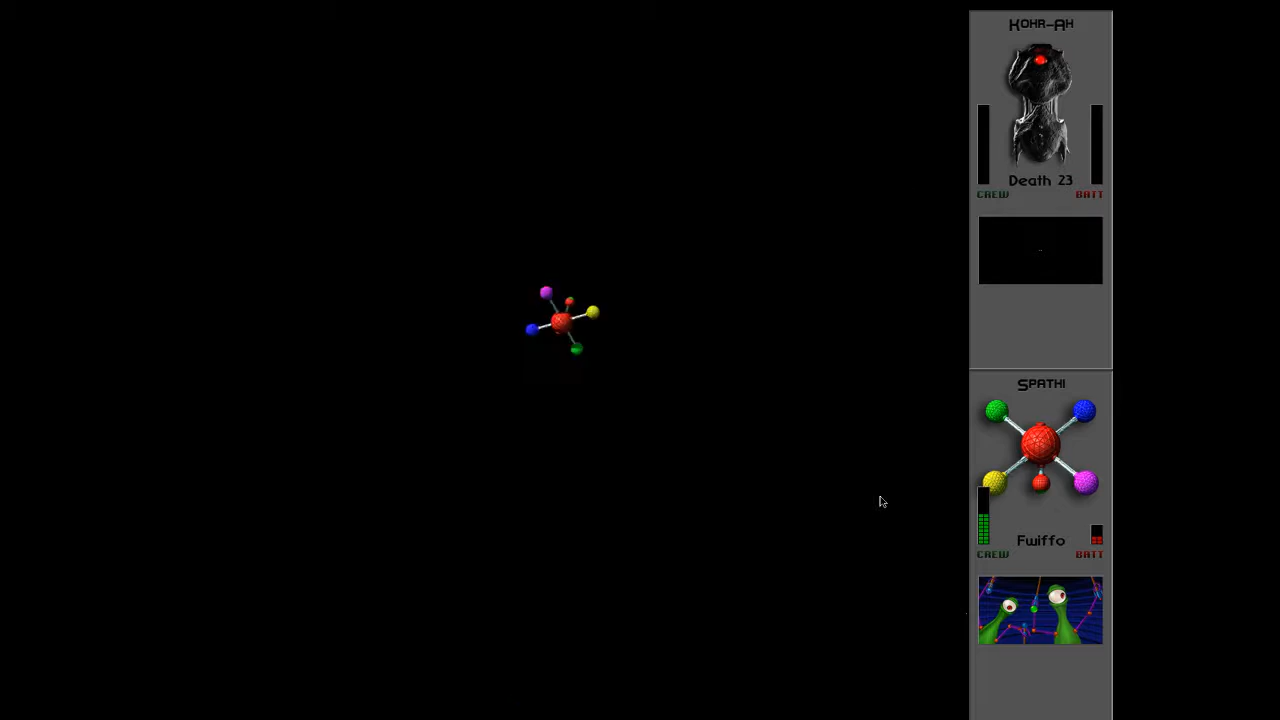 Kohr-Ah
Death 23
CREW BATT
Spathi
Fwiffo
CREW BATT